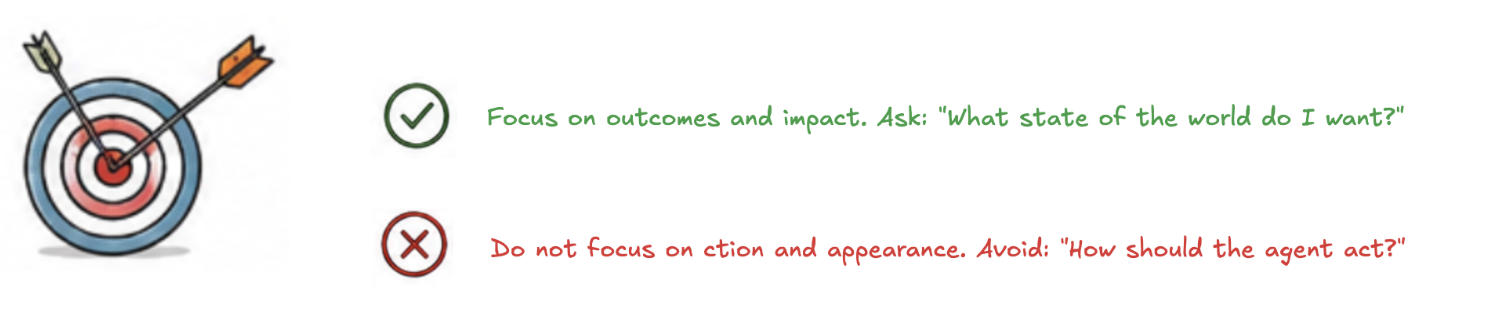 Focus on outcomes and impact. Ask: "What state of the world do I want?"
Do not focus on ction and appearance. Avoid: "How should the agent act?"